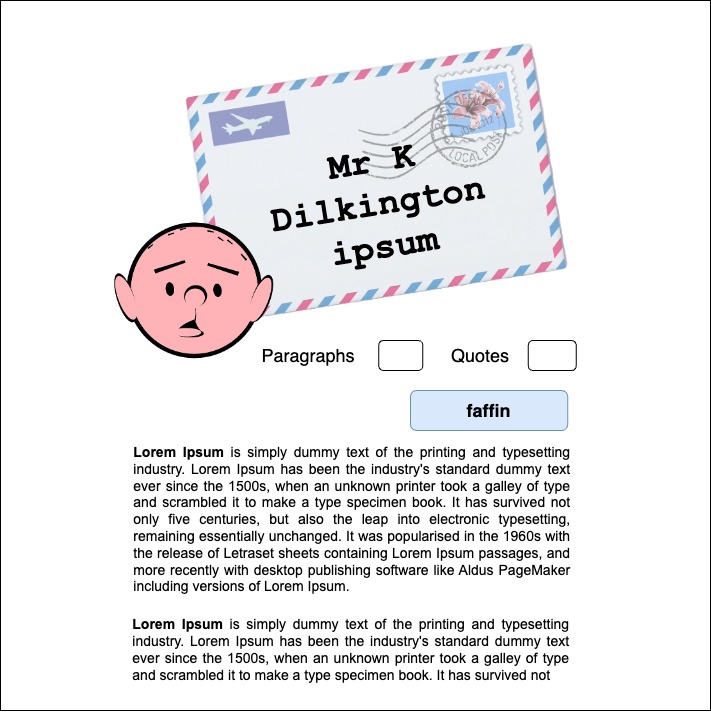 Mr K
Dilkington
ipsum
LOCAL POST
Paragraphs Quotes
faffin
Lorem Ipsum is simply dummy text of the printing and typesetting
industry. Lorem Ipsum has been the industry's standard dummy text
ever since the 1500s, when an unknown printer took a galley of type
and scrambled it to make a type specimen book. It has survived not
only five centuries, but also the leap into electronic typesetting,
remaining essentially unchanged. It was popularised in the 1960s with
the release of Letraset sheets containing Lorem Ipsum passages, and
more recently with desktop publishing software like Aldus PageMaker
including versions of Lorem Ipsum.
Lorem Ipsum is simply dummy text of the printing and typesetting
industry. Lorem Ipsum has been the industry's standard dummy text
ever since the 1500s, when an unknown printer took a galley of type
and scrambled it to make a type specimen book. It has survived not